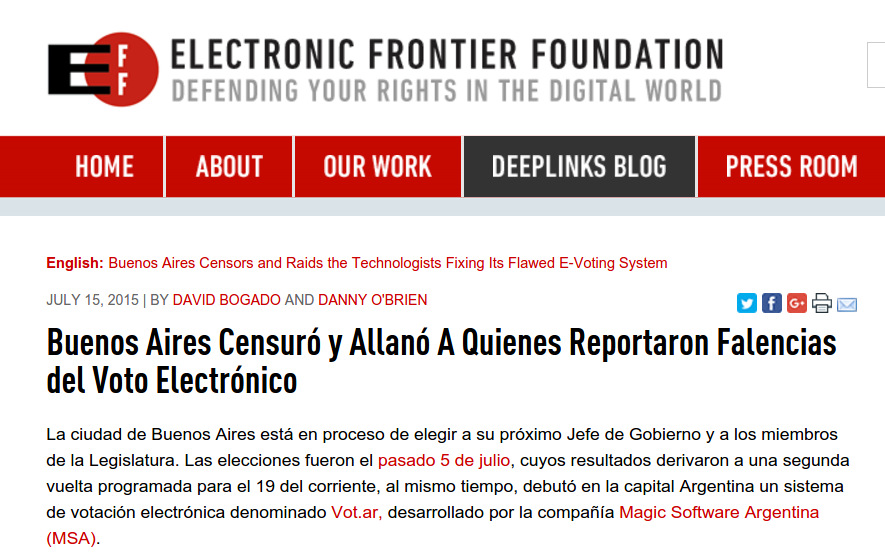 EFF
ELECTRONIC FRONTIER FOUNDATION
DEFENDING YOUR RIGHTS IN THE DIGITAL WORLD
HOME ABOUT OUR WORK DEEPLINKS BLOG PRESS ROOM
English: Buenos Aires Censors and Raids the Technologists Fixing Its Flawed E-Voting System
JULY 15, 2015 | BY DAVID BOGADO AND DANNY O'BRIEN
Buenos Aires Censuró y Allanó A Quienes Reportaron Falencias
del Voto Electrónico
La ciudad de Buenos Aires está en proceso de elegir a su próximo Jefe de Gobierno y a los miembros
de la Legislatura. Las elecciones fueron el pasado 5 de julio, cuyos resultados derivaron a una segunda
vuelta programada para el 19 del corriente, al mismo tiempo, debutó en la capital Argentina un sistema
de votación electrónica denominado Vot.ar, desarrollado por la compañía Magic Software Argentina
(MSA).